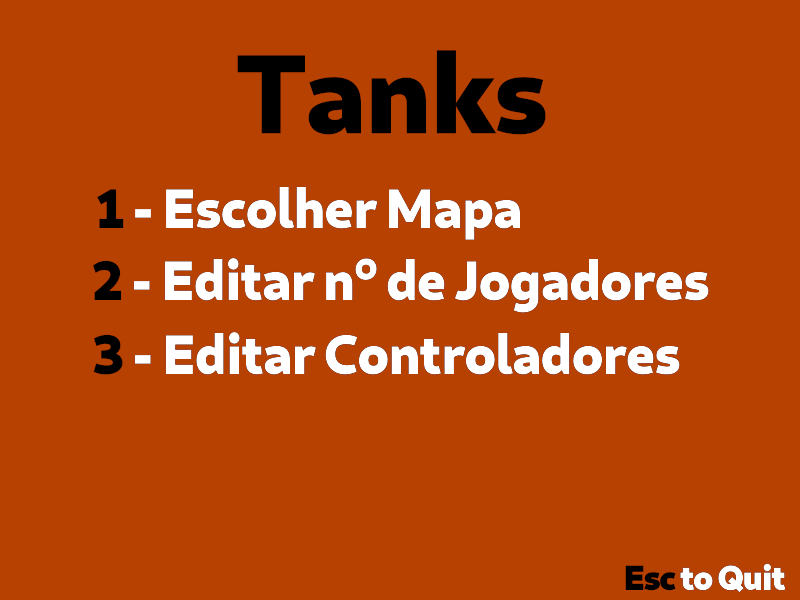 Tanks
1 - Escolher Mapa
2 - Editar nº de Jogadores
3 - Editar Controladores
Esc to Quit